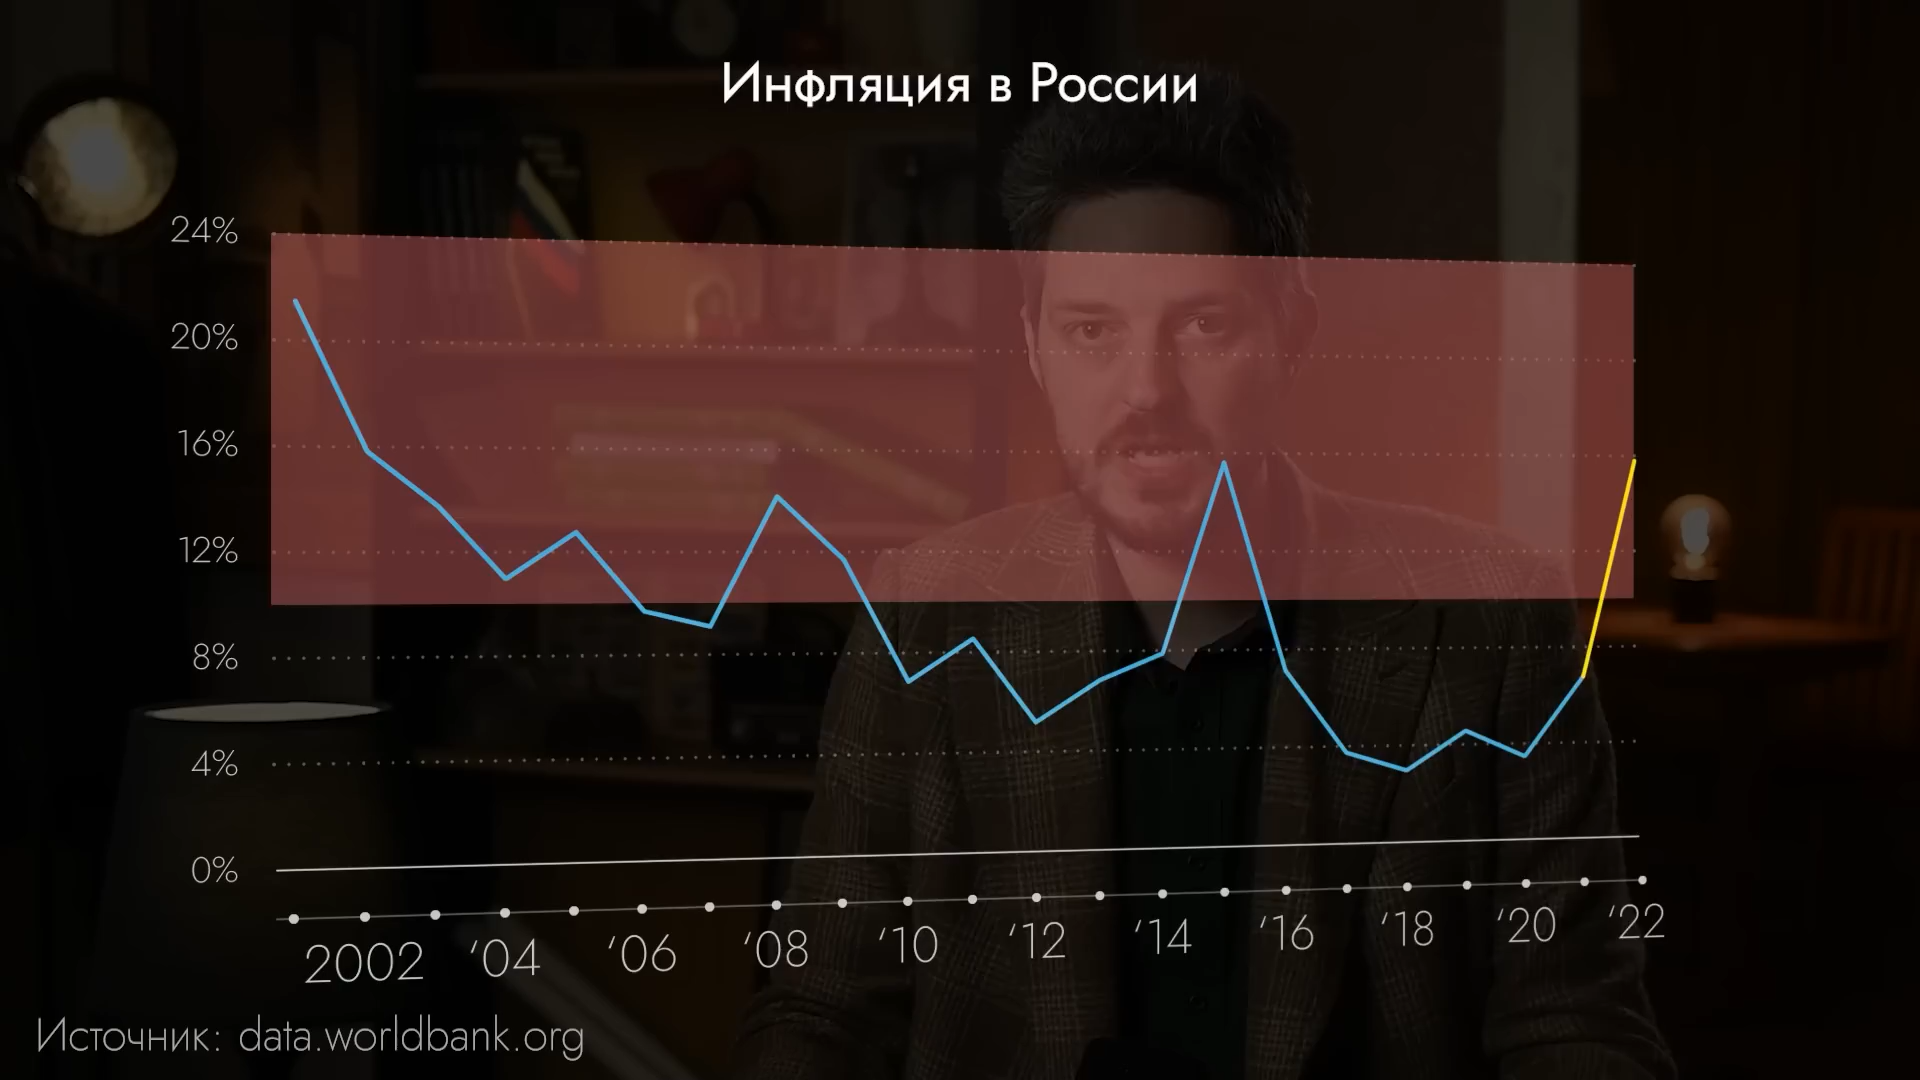 Инфляция в России
24%
20%
16%
12%
8%
4%
0%
2002 ‘04 ‘06 ‘08 ‘10 ‘12 ‘14 ‘16 ‘18 ‘20 ‘22
Источник: data.worldbank.org